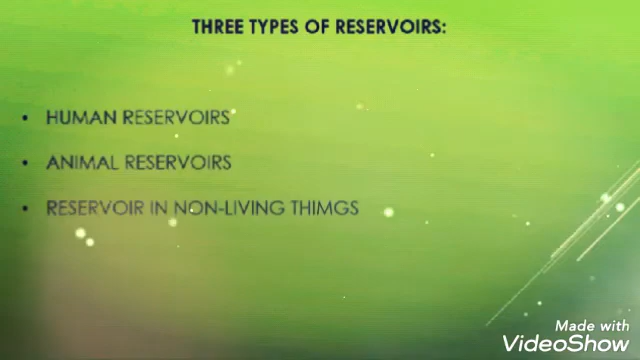 THREE TYPES OF RESERVOIRS:
• HUMAN RESERVOIRS
• ANIMAL RESERVOIRS
• RESERVOIR IN NON-LIVING THIMGS
Made with
VideoShow